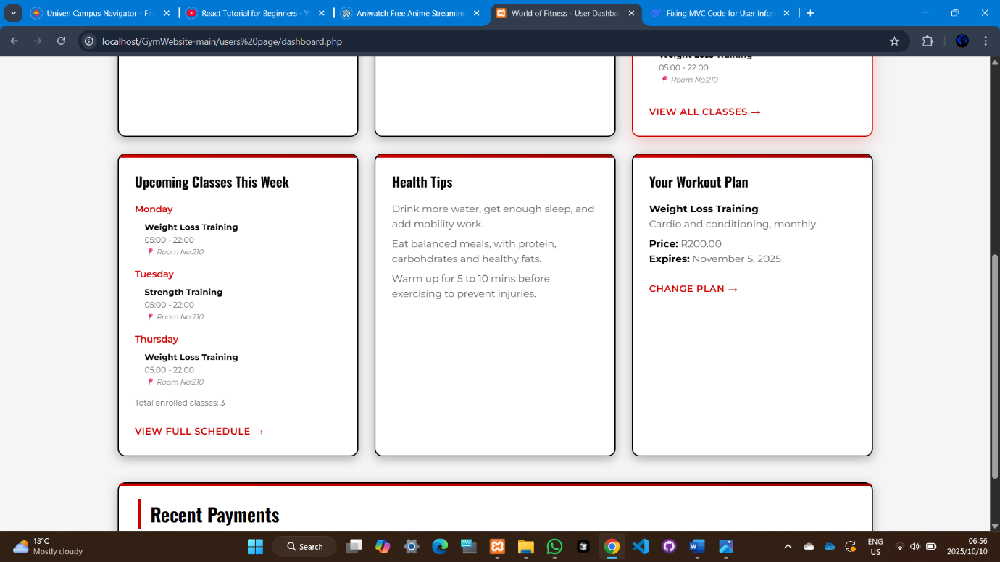 Univen Campus Navigator - Fir
React Tutorial for Beginners - Y
Aniwatch Free Anime Streaming
World of Fitness - User Dashbo
Fixing MVC Code for User Infor
localhost/GymWebsite-main/users%20page/dashboard.php
Weight Loss Training
05:00 - 22:00
Room No:210
VIEW ALL CLASSES →
Upcoming Classes This Week
Monday
Weight Loss Training
05:00 - 22:00
Room No:210
Tuesday
Strength Training
05:00 - 22:00
Room No:210
Thursday
Weight Loss Training
05:00 - 22:00
Room No:210
Total enrolled classes: 3
VIEW FULL SCHEDULE →
Health Tips
Drink more water, get enough sleep, and
add mobility work.
Eat balanced meals, with protein,
carbohdrates and healthy fats.
Warm up for 5 to 10 mins before
exercising to prevent injuries.
Your Workout Plan
Weight Loss Training
Cardio and conditioning, monthly
Price: R200.00
Expires: November 5, 2025
CHANGE PLAN →
Recent Payments
18°C
Mostly cloudy
Search
ENG
US
06:56
2025/10/10